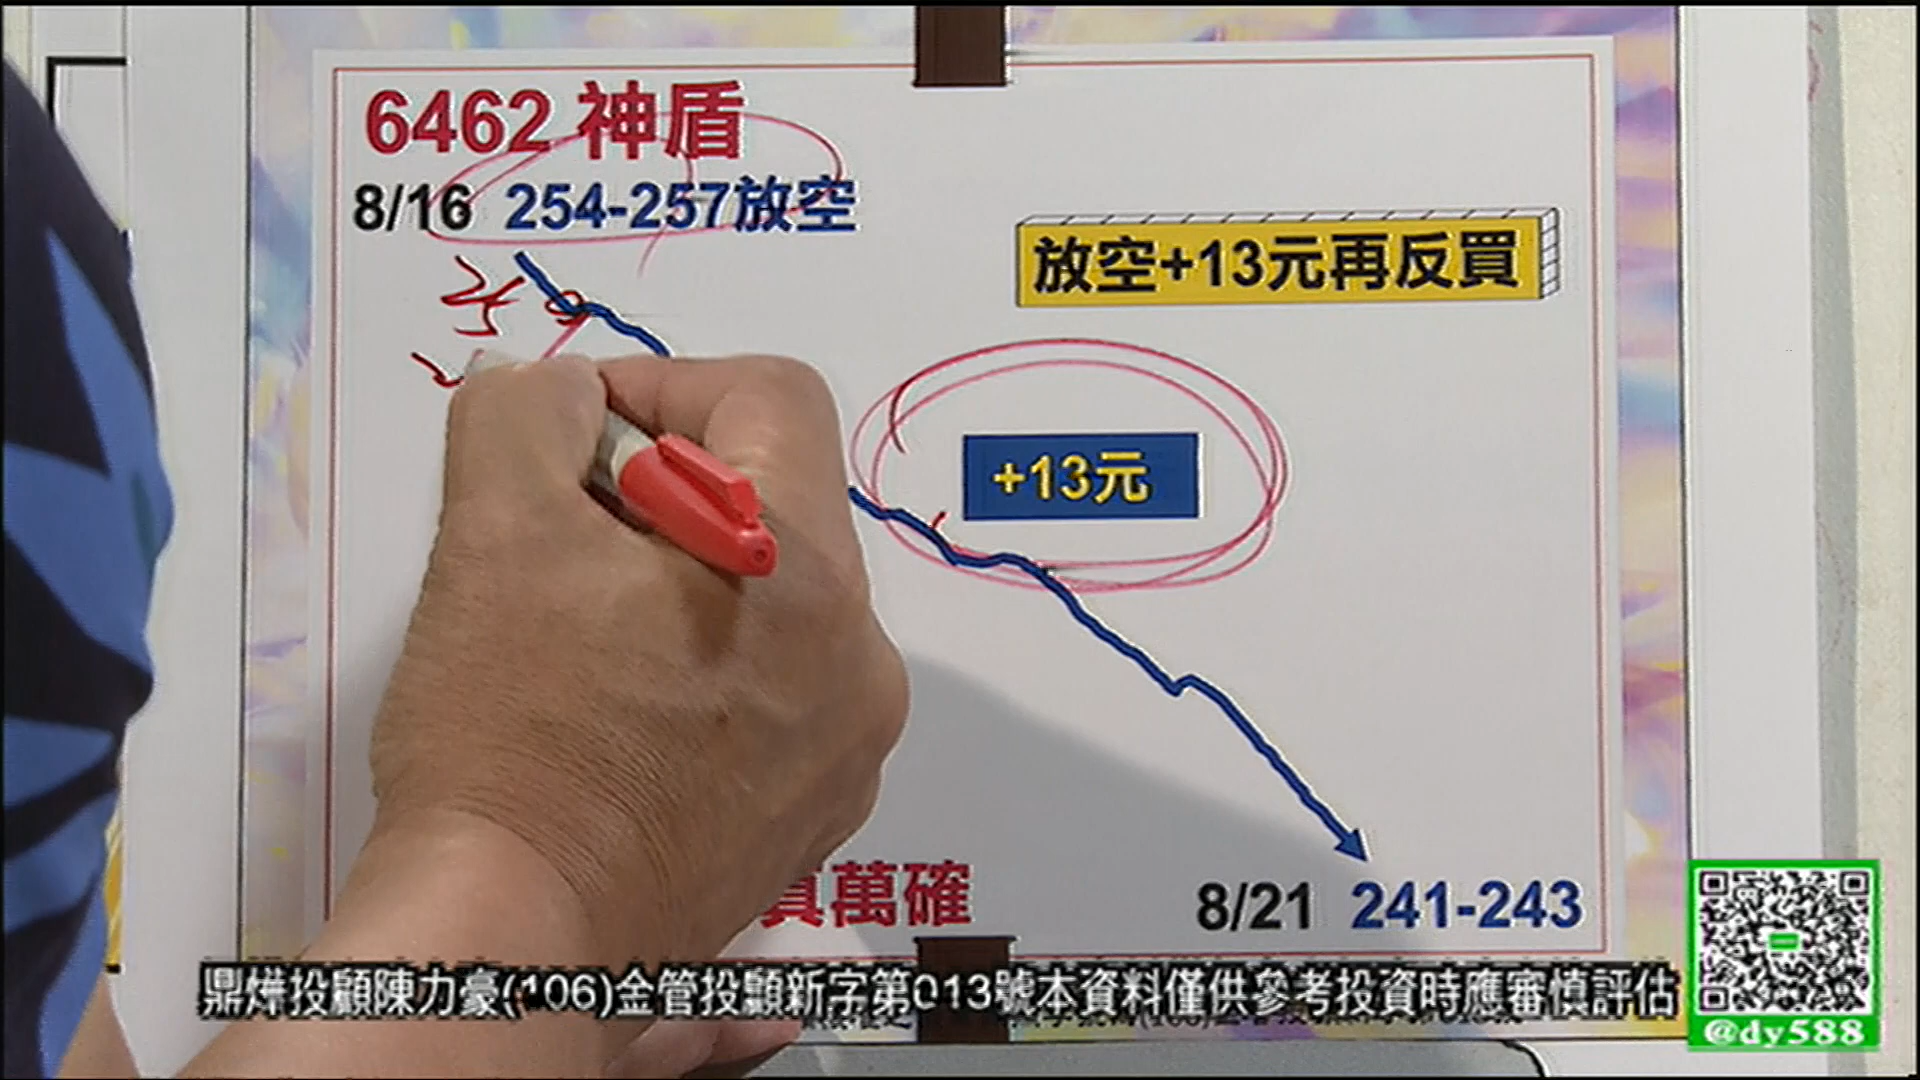 6462 神盾
8/16 254-257放空
放空+13元再反買
25
+13元
真萬確
8/21 241-243
鼎燁投顧陳力豪(106)金管投顧新字第013號本資料僅供參考投資時應審慎評估
@dy588